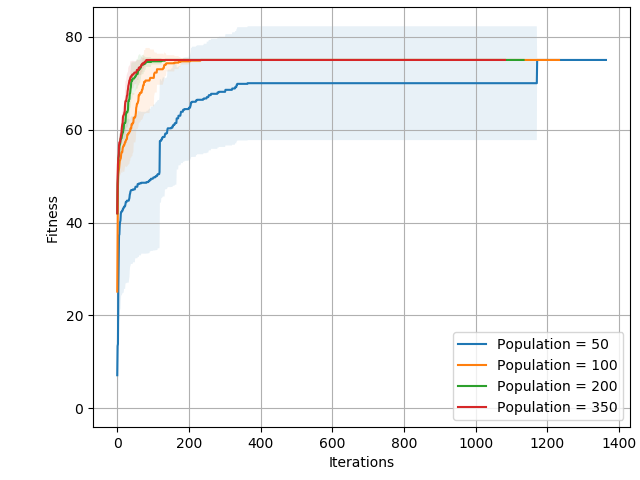 80
60
40
20
0
Fitness
0 200 400 600 800 1000 1200 1400
Iterations
Population = 50
Population = 100
Population = 200
Population = 350